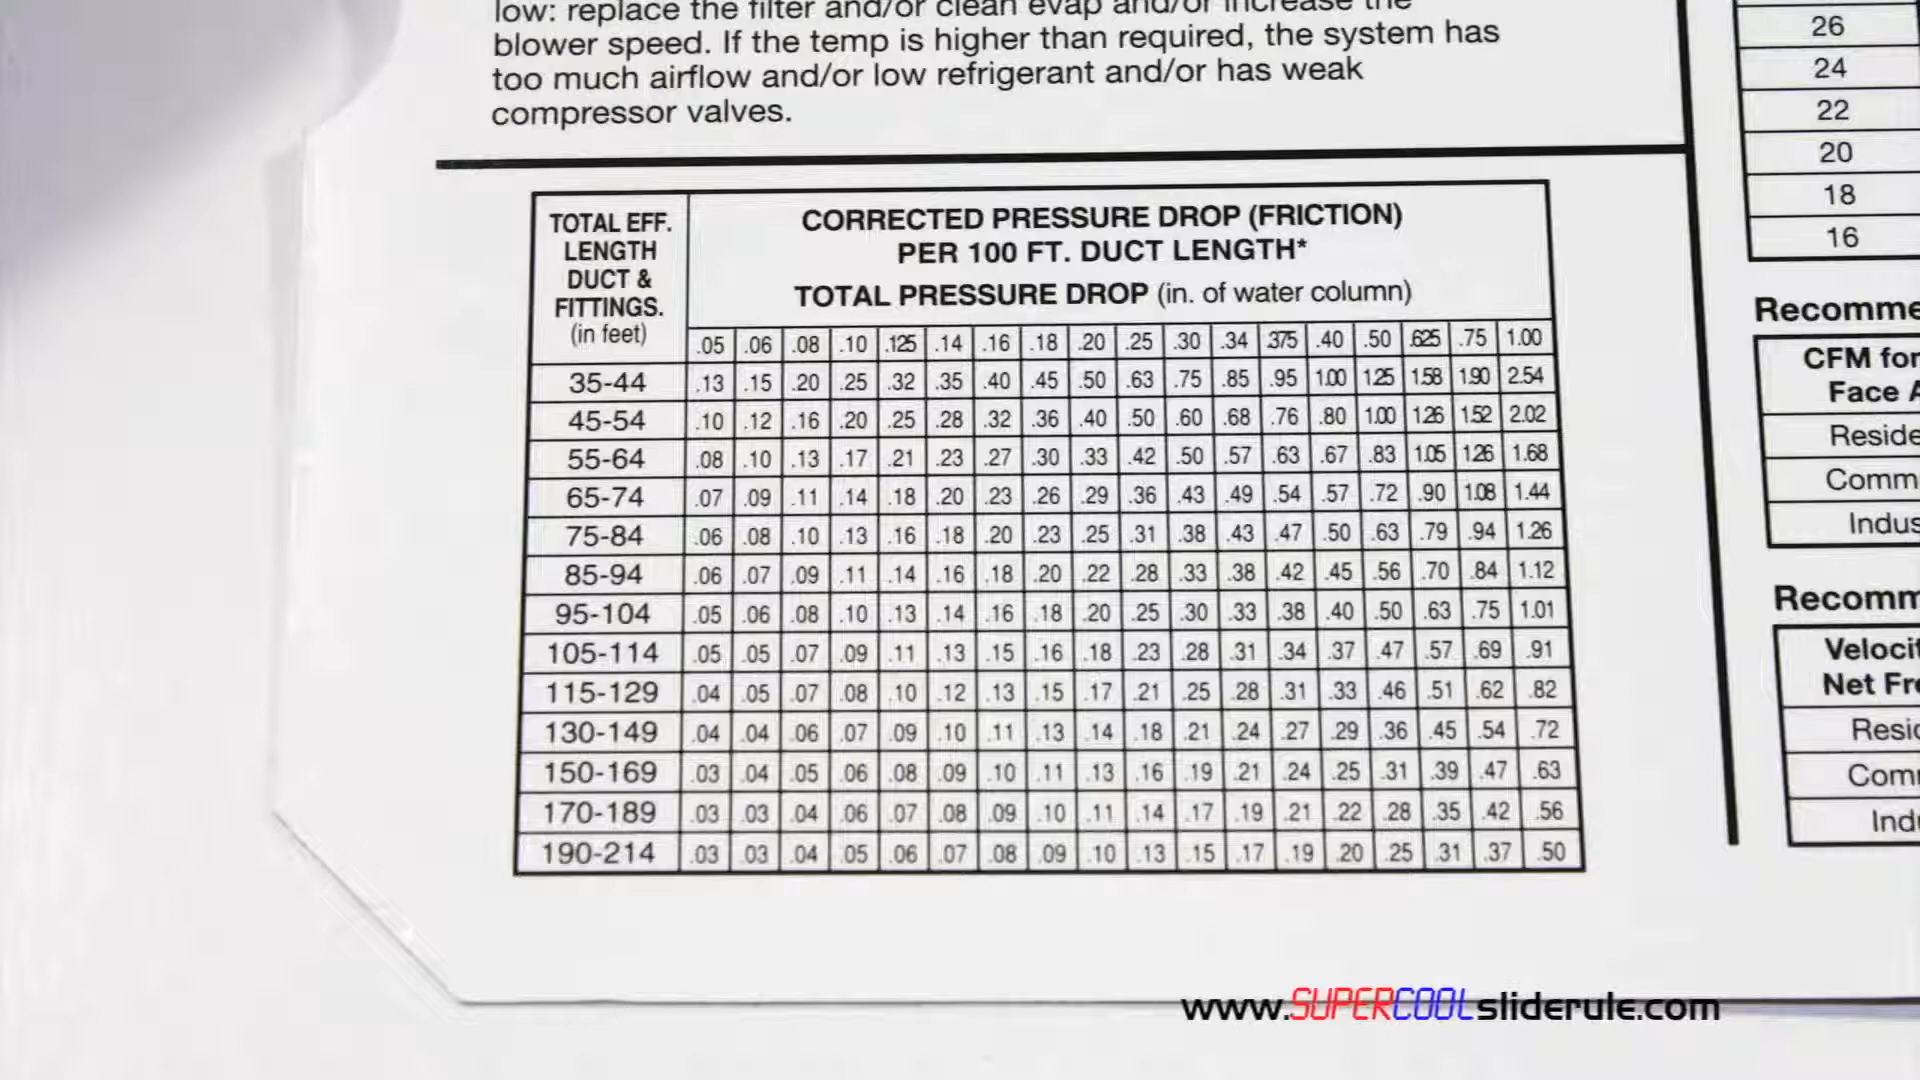 low: replace the filter and/or clean evap and/or increase the
blower speed. If the temp is higher than required, the system has
too much airflow and/or low refrigerant and/or has weak
compressor valves.
TOTAL EFF.
LENGTH
DUCT &
FITTINGS.
(in feet)
CORRECTED PRESSURE DROP (FRICTION)
PER 100 FT. DUCT LENGTH*
TOTAL PRESSURE DROP (in. of water column)
.05 .06 .08 .10 .125 .14 .16 .18 .20 .25 .30 .34 .375 .40 .50 .625 .75 1.00
35-44 .13 .15 .20 .25 .32 .35 .40 .45 .50 .63 .75 .85 .95 1.00 1.25 1.58 1.90 2.54
45-54 .10 .12 .16 .20 .25 .28 .32 .36 .40 .50 .60 .68 .76 .80 1.00 1.26 1.52 2.02
55-64 .08 .10 .13 .17 .21 .23 .27 .30 .33 .42 .50 .57 .63 .67 .83 1.05 1.26 1.68
65-74 .07 .09 .11 .14 .18 .20 .23 .26 .29 .36 .43 .49 .54 .57 .72 .90 1.08 1.44
75-84 .06 .08 .10 .13 .16 .18 .20 .23 .25 .31 .38 .43 .47 .50 .63 .79 .94 1.26
85-94 .06 .07 .09 .11 .14 .16 .18 .20 .22 .28 .33 .38 .42 .45 .56 .70 .84 1.12
95-104 .05 .06 .08 .10 .13 .14 .16 .18 .20 .25 .30 .33 .38 .40 .50 .63 .75 1.01
105-114 .05 .05 .07 .09 .11 .13 .15 .16 .18 .23 .28 .31 .34 .37 .47 .57 .69 .91
115-129 .04 .05 .07 .08 .10 .12 .13 .15 .17 .21 .25 .28 .31 .33 .46 .51 .62 .82
130-149 .04 .04 .06 .07 .09 .10 .11 .13 .14 .18 .21 .24 .27 .29 .36 .45 .54 .72
150-169 .03 .04 .05 .06 .08 .09 .10 .11 .13 .16 .19 .21 .24 .25 .31 .39 .47 .63
170-189 .03 .03 .04 .06 .07 .08 .09 .10 .11 .14 .17 .19 .21 .22 .28 .35 .42 .56
190-214 .03 .03 .04 .05 .06 .07 .08 .09 .10 .13 .15 .17 .19 .20 .25 .31 .37 .50
26
24
22
20
18
16
Recomme
CFM for
Face A
Reside
Comm
Indus
Recomm
Velocit
Net Fre
Resid
Comm
Indu
www.SUPERCOOLsliderule.com